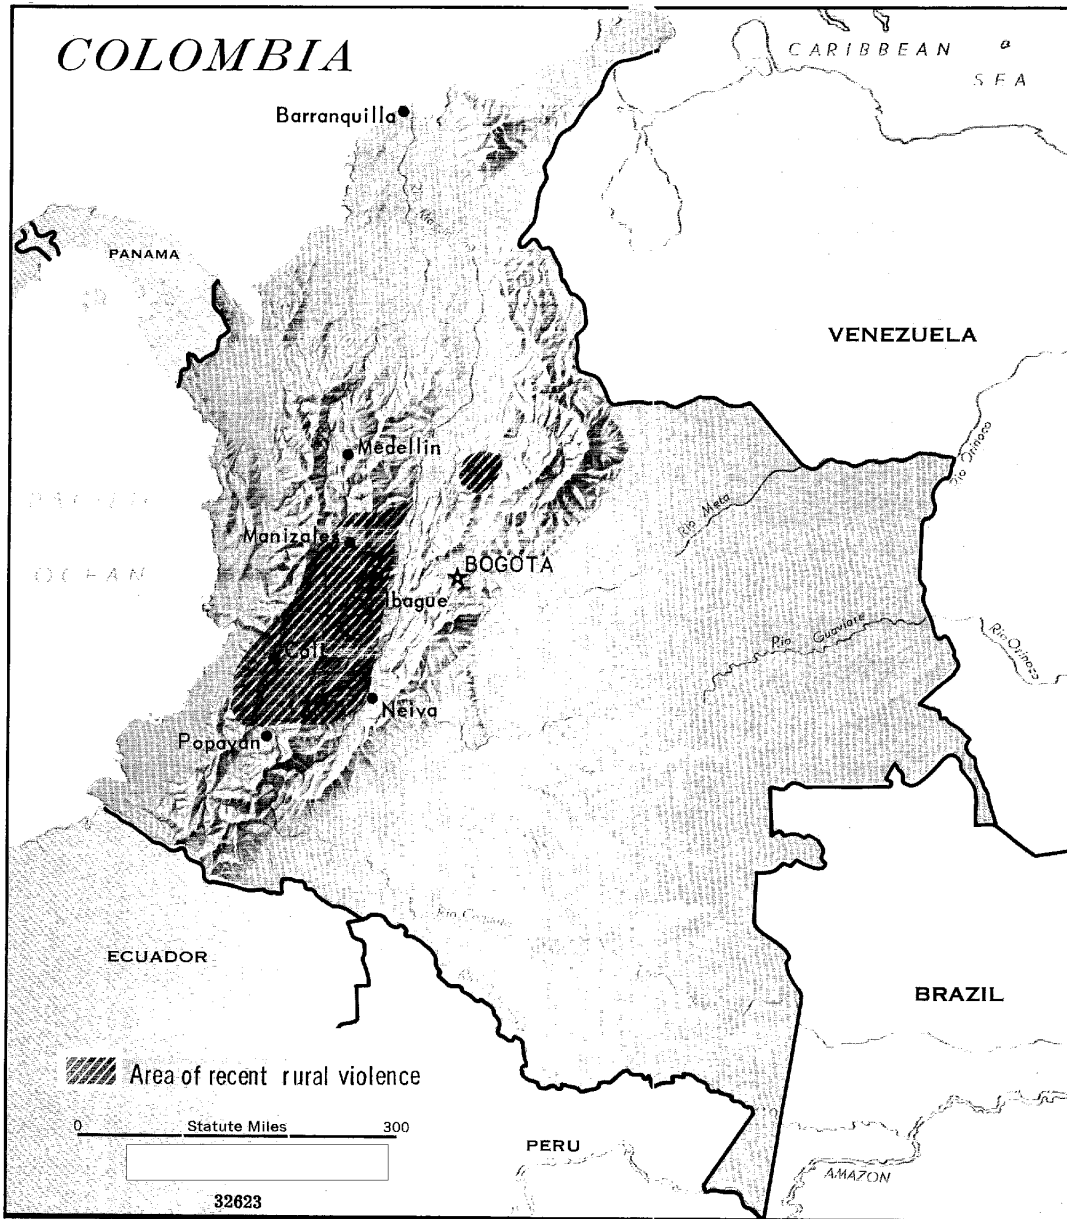 COLOMBIA
CARIBBEAN
SEA
Barranquilla
PANAMA
VENEZUELA
Rio Orinoco
Medellin
Rio Meta
PACIFIC
OCEAN
Manizales
BOGOTA
Ibague
Rio Guaviare
Rio Orinoco
Cali
Neiva
Popayan
ECUADOR
BRAZIL
Area of recent rural violence
0 Statute Miles 300
PERU
AMAZON
32623